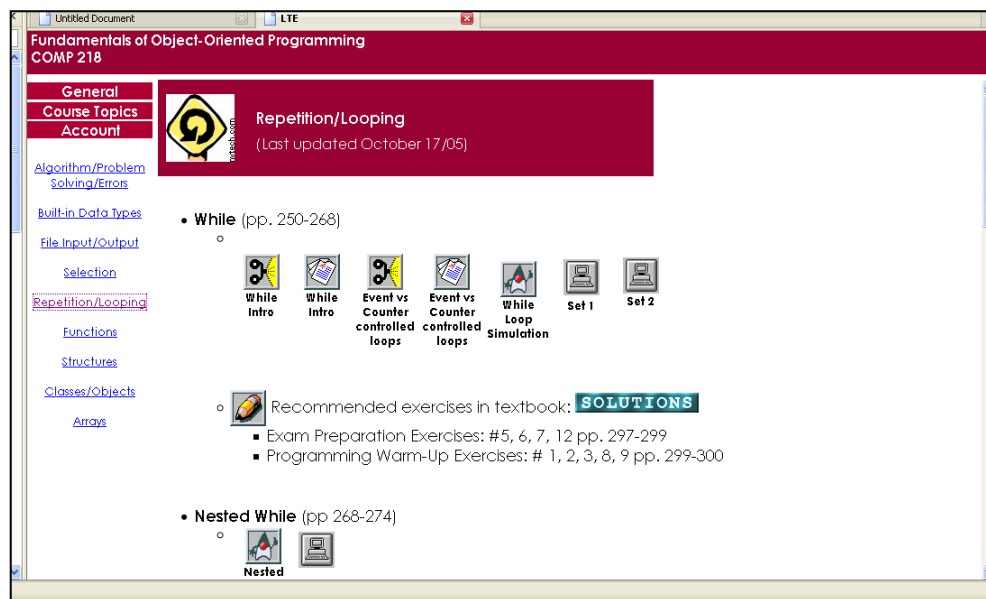 Untitled Document
LTE
Fundamentals of Object-Oriented Programming
COMP 218
General
Course Topics
Account
Algorithm/Problem
Solving/Errors
Built-in Data Types
File Input/Output
Selection
Repetition/Looping
Functions
Structures
Classes/Objects
Arrays
Repetition/Looping
(Last updated October 17/05)
• While (pp. 250-268)
While
Intro
While
Intro
Event vs
Counter
controlled
loops
Event vs
Counter
controlled
loops
While
Loop
Simulation
Set 1
Set 2
Recommended exercises in textbook: SOLUTIONS
Exam Preparation Exercises: #5, 6, 7, 12 pp. 297-299
Programming Warm-Up Exercises: # 1, 2, 3, 8, 9 pp. 299-300
• Nested While (pp 268-274)
Nested